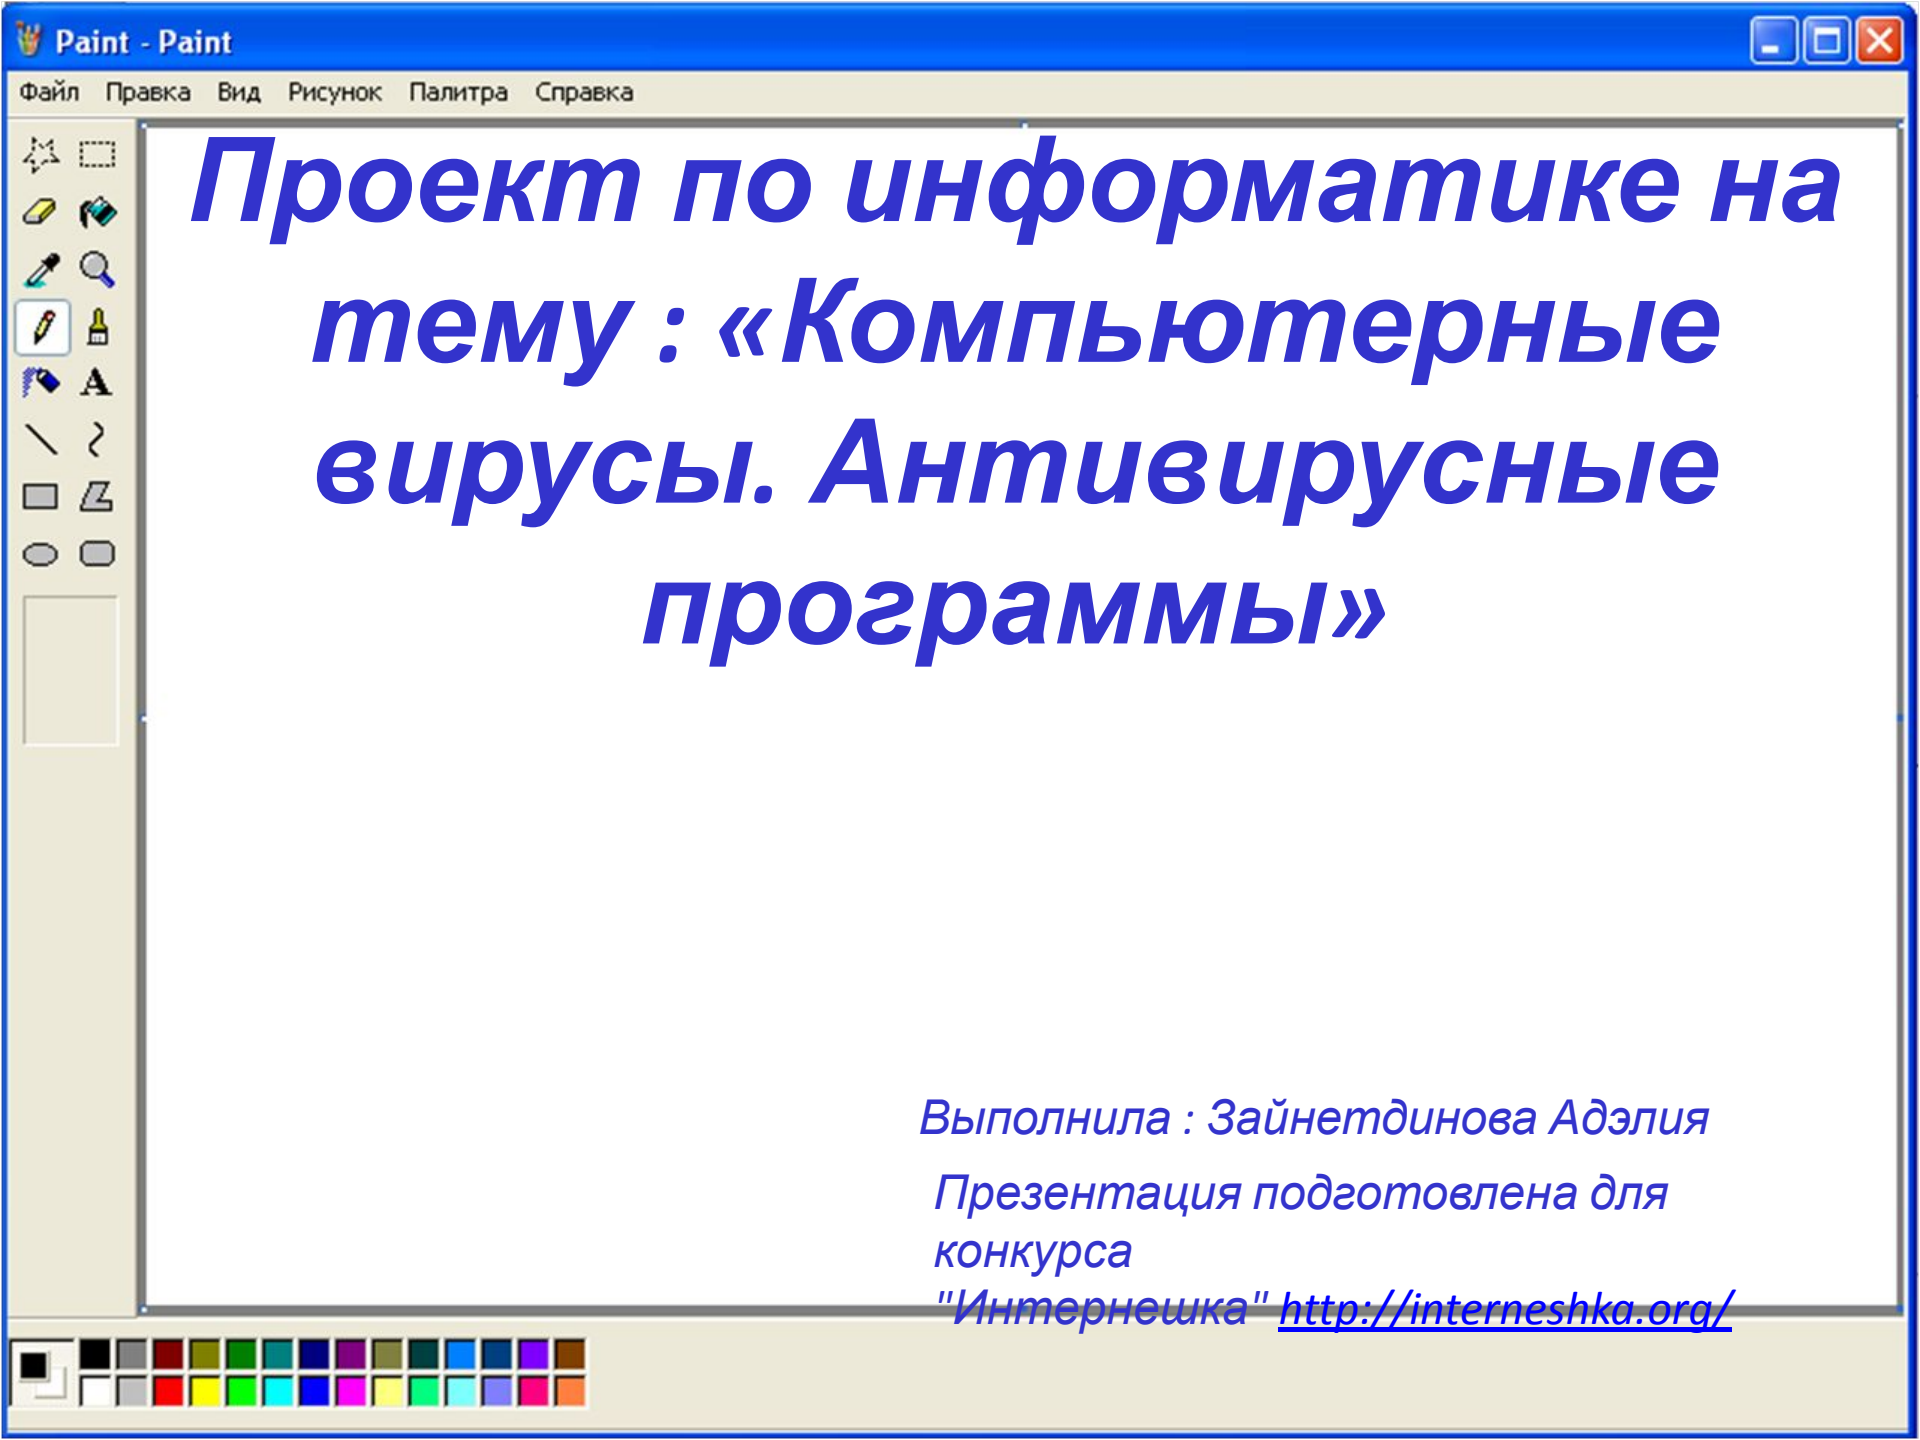 Paint - Paint
Файл Правка Вид Рисунок Палитра Справка
Проект по информатике на
тему : «Компьютерные
вирусы. Антивирусные
программы»
A
Выполнила : Зайнетдинова Адэлия
Презентация подготовлена для
конкурса
"Интернешка" http://interneshka.org/